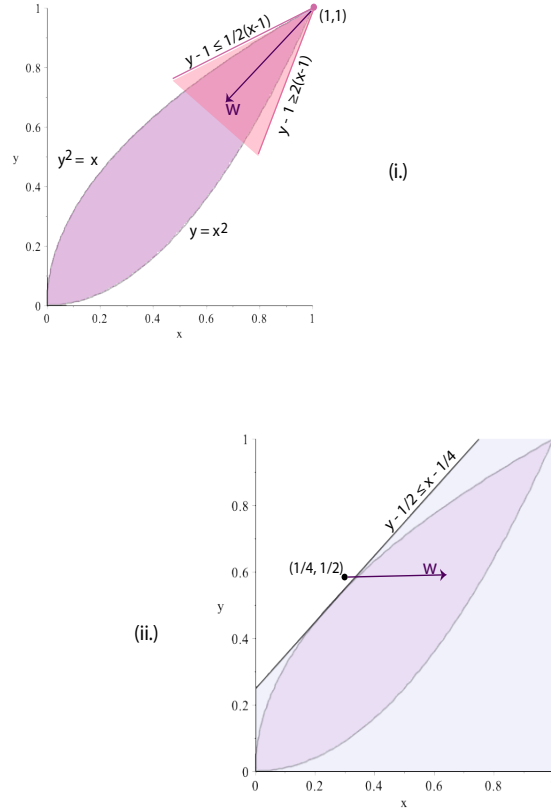 (1,1)
y - 1 ≤ 1/2(x-1)
y - 1 ≥ 2(x-1)
W
y² = x
y = x²
(i.)
1
0.8
0.6
y
0.4
0.2
0
0 0.2 0.4 0.6 0.8 1
x
1
0.8
0.6
y
0.4
0.2
0
y - 1/2 ≤ x - 1/4
(1/4, 1/2)
W
(ii.)
0.2 0.4 0.6 0.8
x